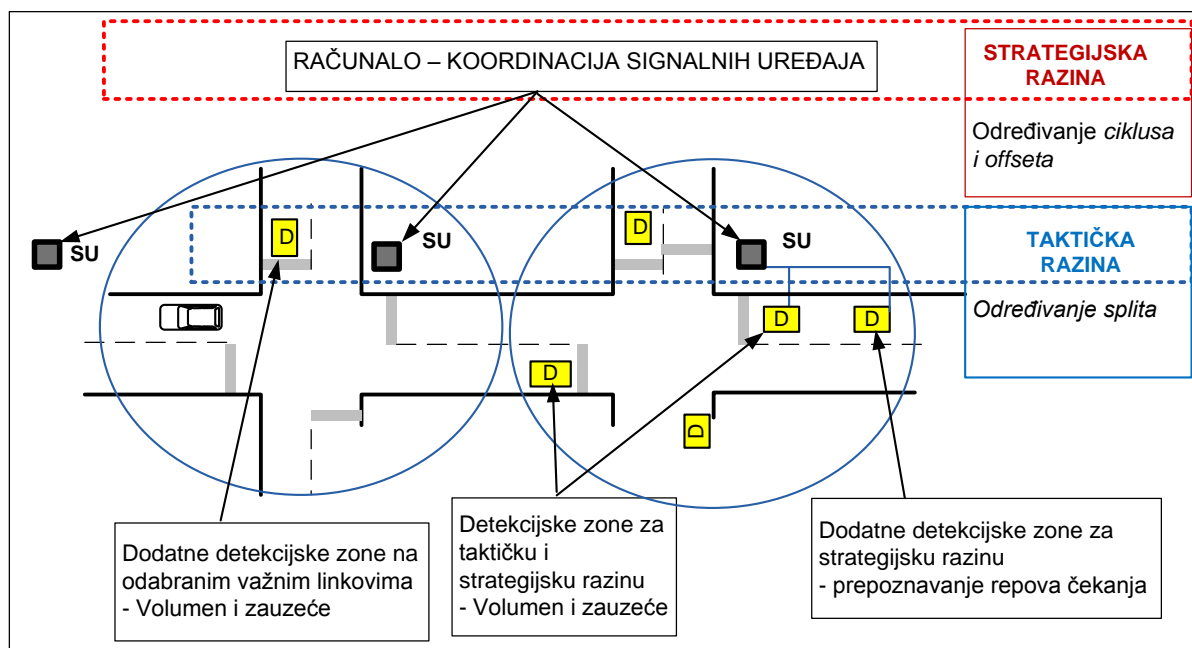 RAČUNALO – KOORDINACIJA SIGNALNIH UREĐAJA
STRATEGIJSKA
RAZINA
Određivanje ciklusa
i offseta
D
D
SU
SU
SU
TAKTIČKA
RAZINA
Određivanje splita
D
D
D
D
Dodatne detekcijske zone na
odabranim važnim linkovima
- Volumen i zauzeće
Detekcijske zone za
taktičku i
strategijsku razinu
- Volumen i zauzeće
Dodatne detekcijske zone za
strategijsku razinu
- prepoznavanje repova čekanja